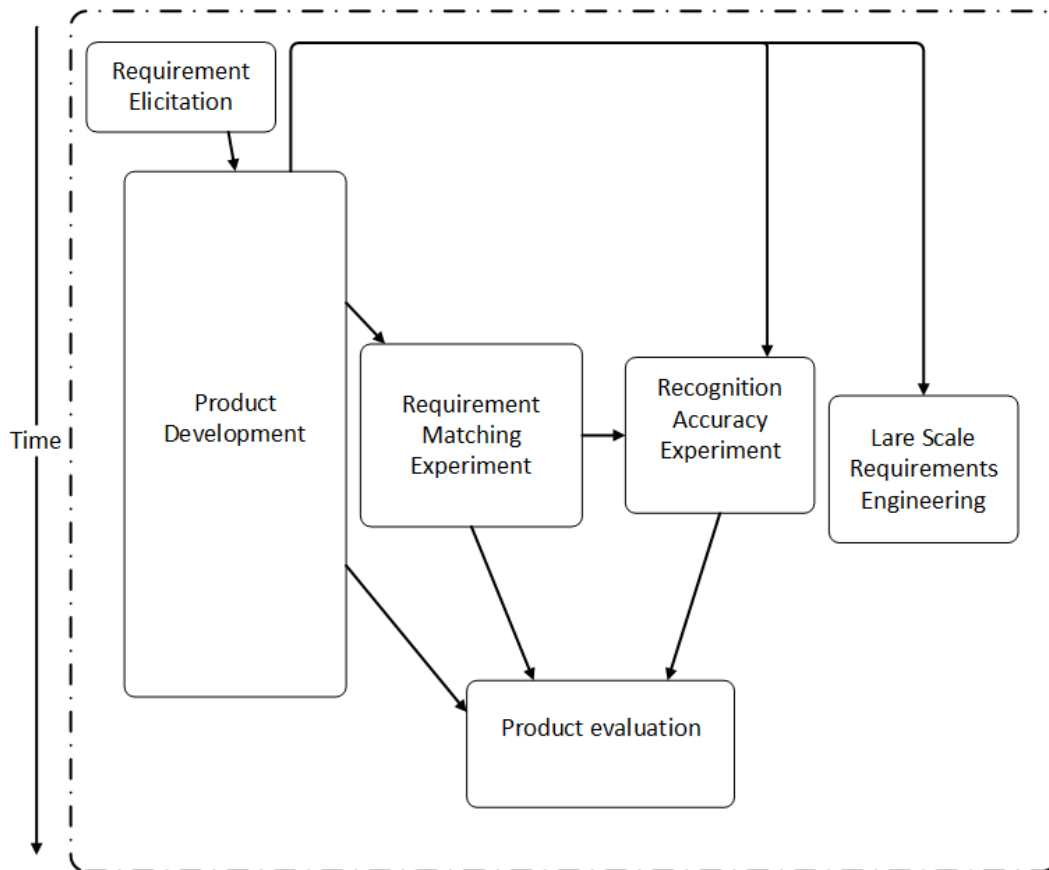 Requirement
Elicitation
Product
Development
Time
Requirement
Matching
Experiment
Recognition
Accuracy
Experiment
Lare Scale
Requirements
Engineering
Product evaluation